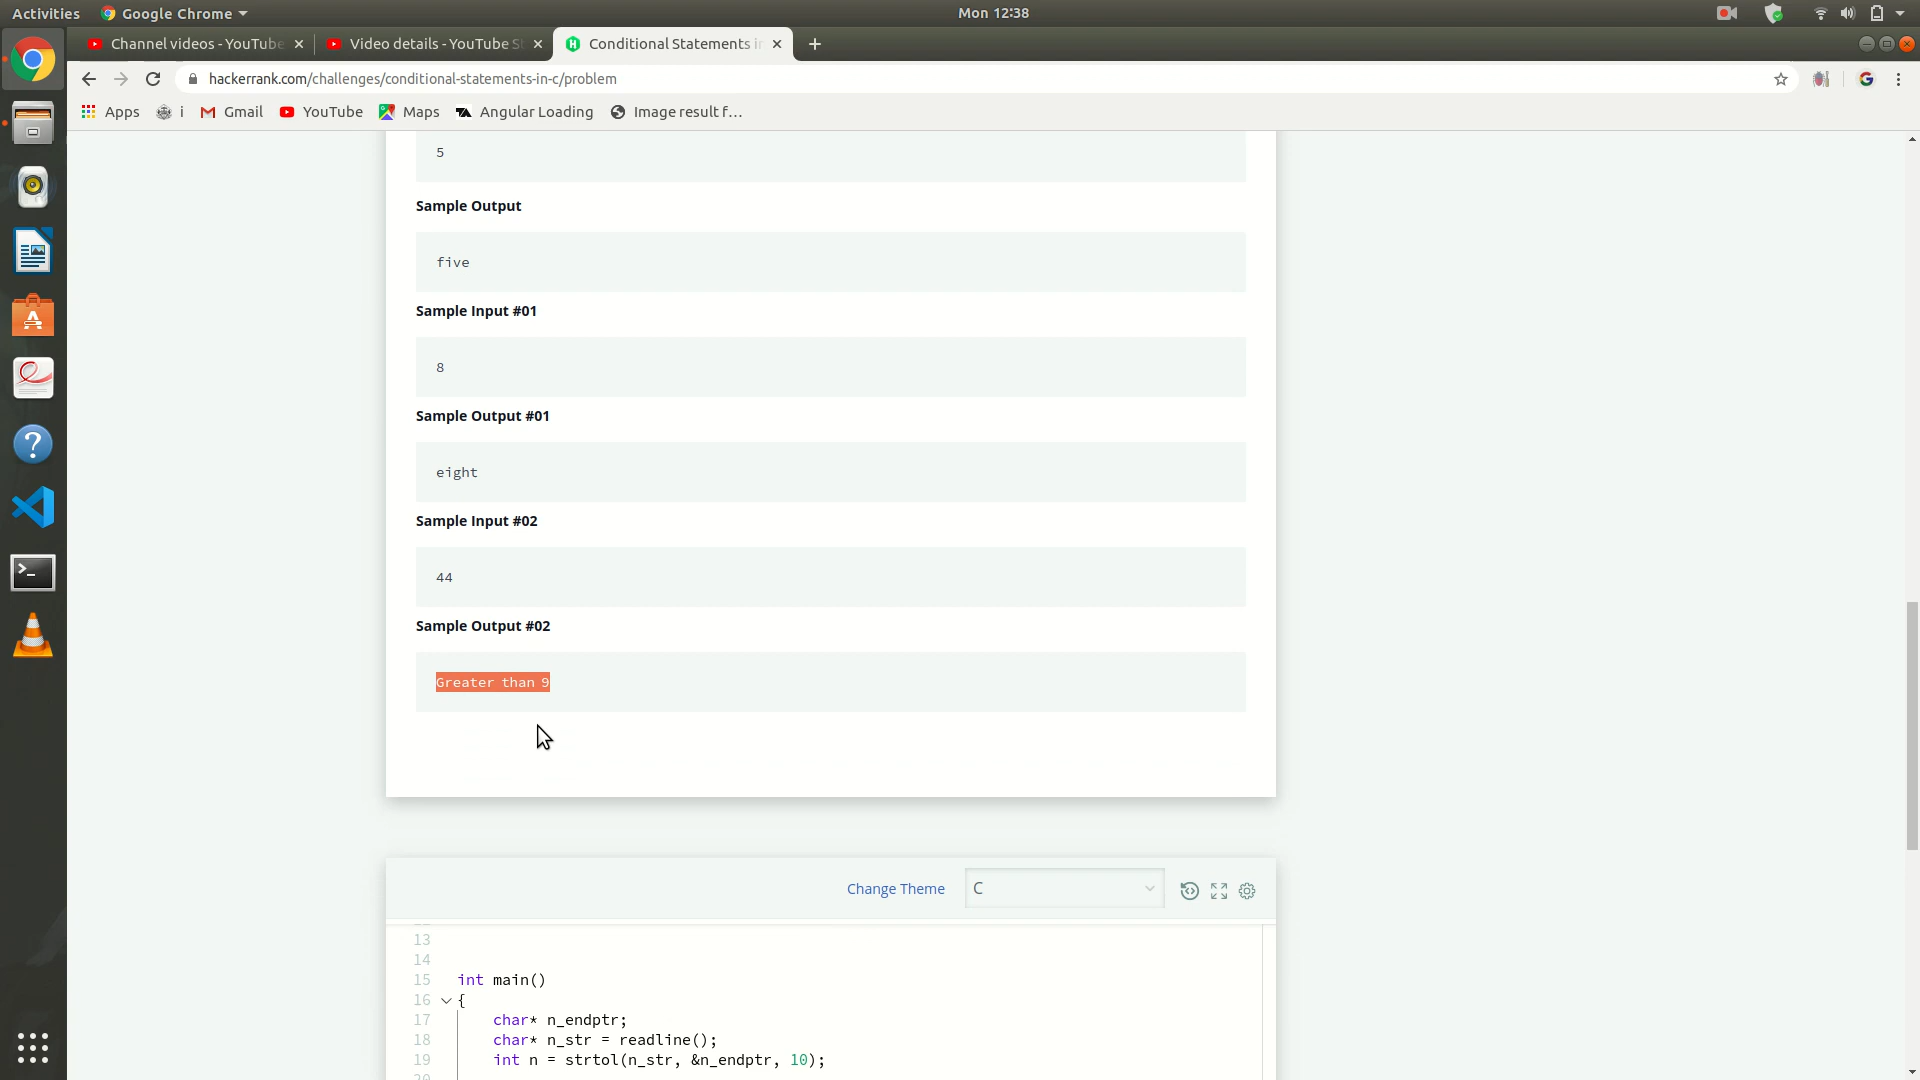 Activities Google Chrome Mon 12:38
Channel videos - YouTube Video details - YouTube S Conditional Statements in
hackerrank.com/challenges/conditional-statements-in-c/problem
Apps i Gmail YouTube Maps Angular Loading Image result f...
5
Sample Output
five
Sample Input #01
8
Sample Output #01
eight
Sample Input #02
44
Sample Output #02
Greater than 9
Change Theme C
13
14
15 int main()
16 {
17 char* n_endptr;
18 char* n_str = readline();
19 int n = strtol(n_str, &n_endptr, 10);
20